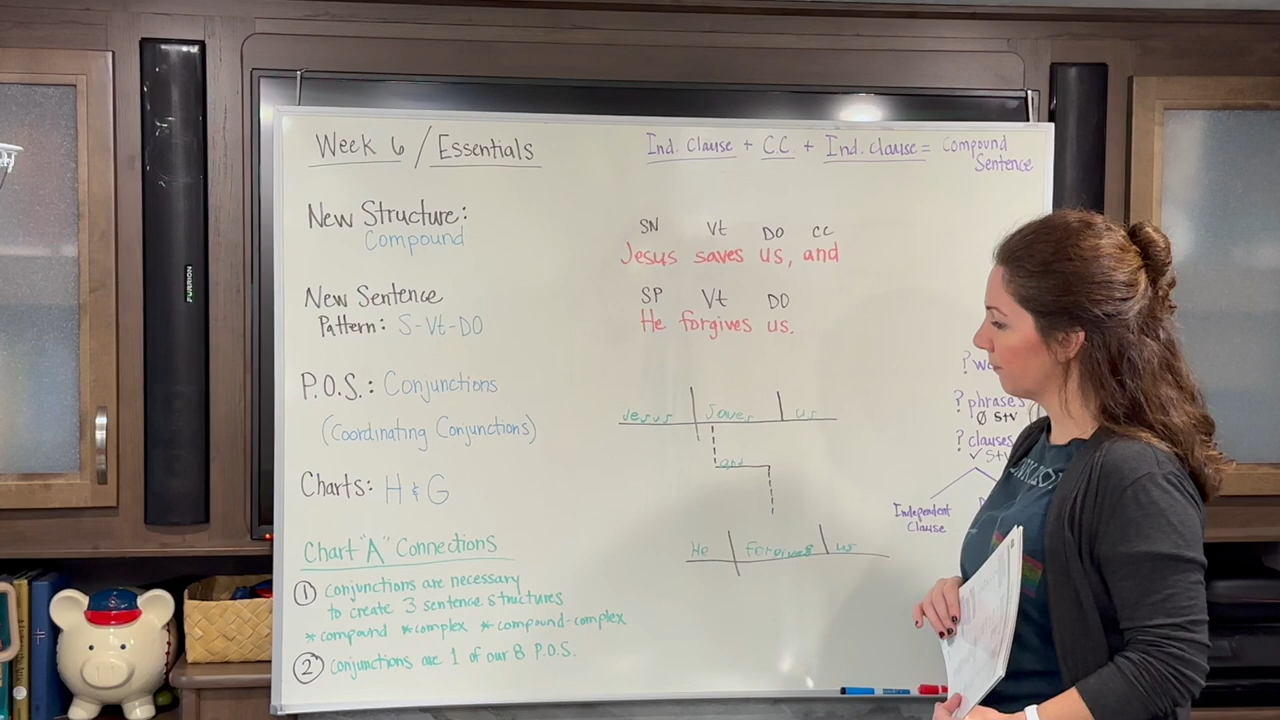 Week 6 / Essentials
Ind. Clause + C.C. + Ind. clause = Compound
Sentence
New Structure:
Compound
New Sentence
Pattern: S-Vt-DO
P.O.S.: Conjunctions
(Coordinating Conjunctions)
Charts: H & G
Chart "A" Connections
① conjunctions are necessary
to create 3 sentence structures
*compound *complex *compound-complex
② conjunctions are 1 of our 8 P.O.S.
SN Vt DO CC
Jesus saves us, and
SP Vt DO
He forgives us.
Jesus saves us
and
He forgives us
? phrases
Ø S+V
? clauses
✓ S+V
Independent
Clause
FURRION